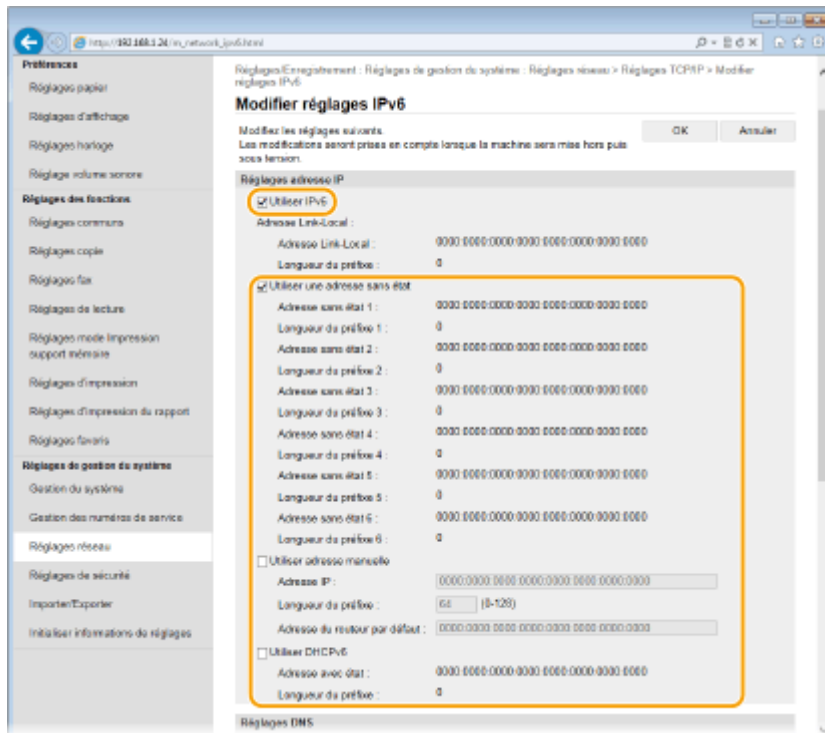 http://192.168.1.24/m_network_ipv6.html
Préférences
Réglages papier
Réglages d'affichage
Réglages horloge
Réglage volume sonore
Réglages des fonctions
Réglages communs
Réglages copie
Réglages fax
Réglages de lecture
Réglages mode Impression
support mémoire
Réglages d'impression
Réglages d'impression du rapport
Réglages favoris
Réglages de gestion du système
Gestion du système
Gestion des numéros de service
Réglages réseau
Réglages de sécurité
Importer/Exporter
Initialiser informations de réglages
Réglages/Enregistrement : Réglages de gestion du système : Réglages réseau > Réglages TCP/IP > Modifier
réglages IPv6
Modifier réglages IPv6
Modifiez les réglages suivants.
Les modifications seront prises en compte lorsque la machine sera mise hors puis
sous tension.
OK Annuler
Réglages adresse IP
Utiliser IPv6
Adresse Link-Local :
Adresse Link-Local : 0000:0000:0000:0000:0000:0000:0000:0000
Longueur du préfixe : 0
Utiliser une adresse sans état
Adresse sans état 1 : 0000:0000:0000:0000:0000:0000:0000:0000
Longueur du préfixe 1 : 0
Adresse sans état 2 : 0000:0000:0000:0000:0000:0000:0000:0000
Longueur du préfixe 2 : 0
Adresse sans état 3 : 0000:0000:0000:0000:0000:0000:0000:0000
Longueur du préfixe 3 : 0
Adresse sans état 4 : 0000:0000:0000:0000:0000:0000:0000:0000
Longueur du préfixe 4 : 0
Adresse sans état 5 : 0000:0000:0000:0000:0000:0000:0000:0000
Longueur du préfixe 5 : 0
Adresse sans état 6 : 0000:0000:0000:0000:0000:0000:0000:0000
Longueur du préfixe 6 : 0
Utiliser adresse manuelle
Adresse IP : 0000:0000:0000:0000:0000:0000:0000:0000
Longueur du préfixe : 64 (0-128)
Adresse du routeur par défaut : 0000:0000:0000:0000:0000:0000:0000:0000
Utiliser DHCPv6
Adresse avec état : 0000:0000:0000:0000:0000:0000:0000:0000
Longueur du préfixe : 0
Réglages DNS